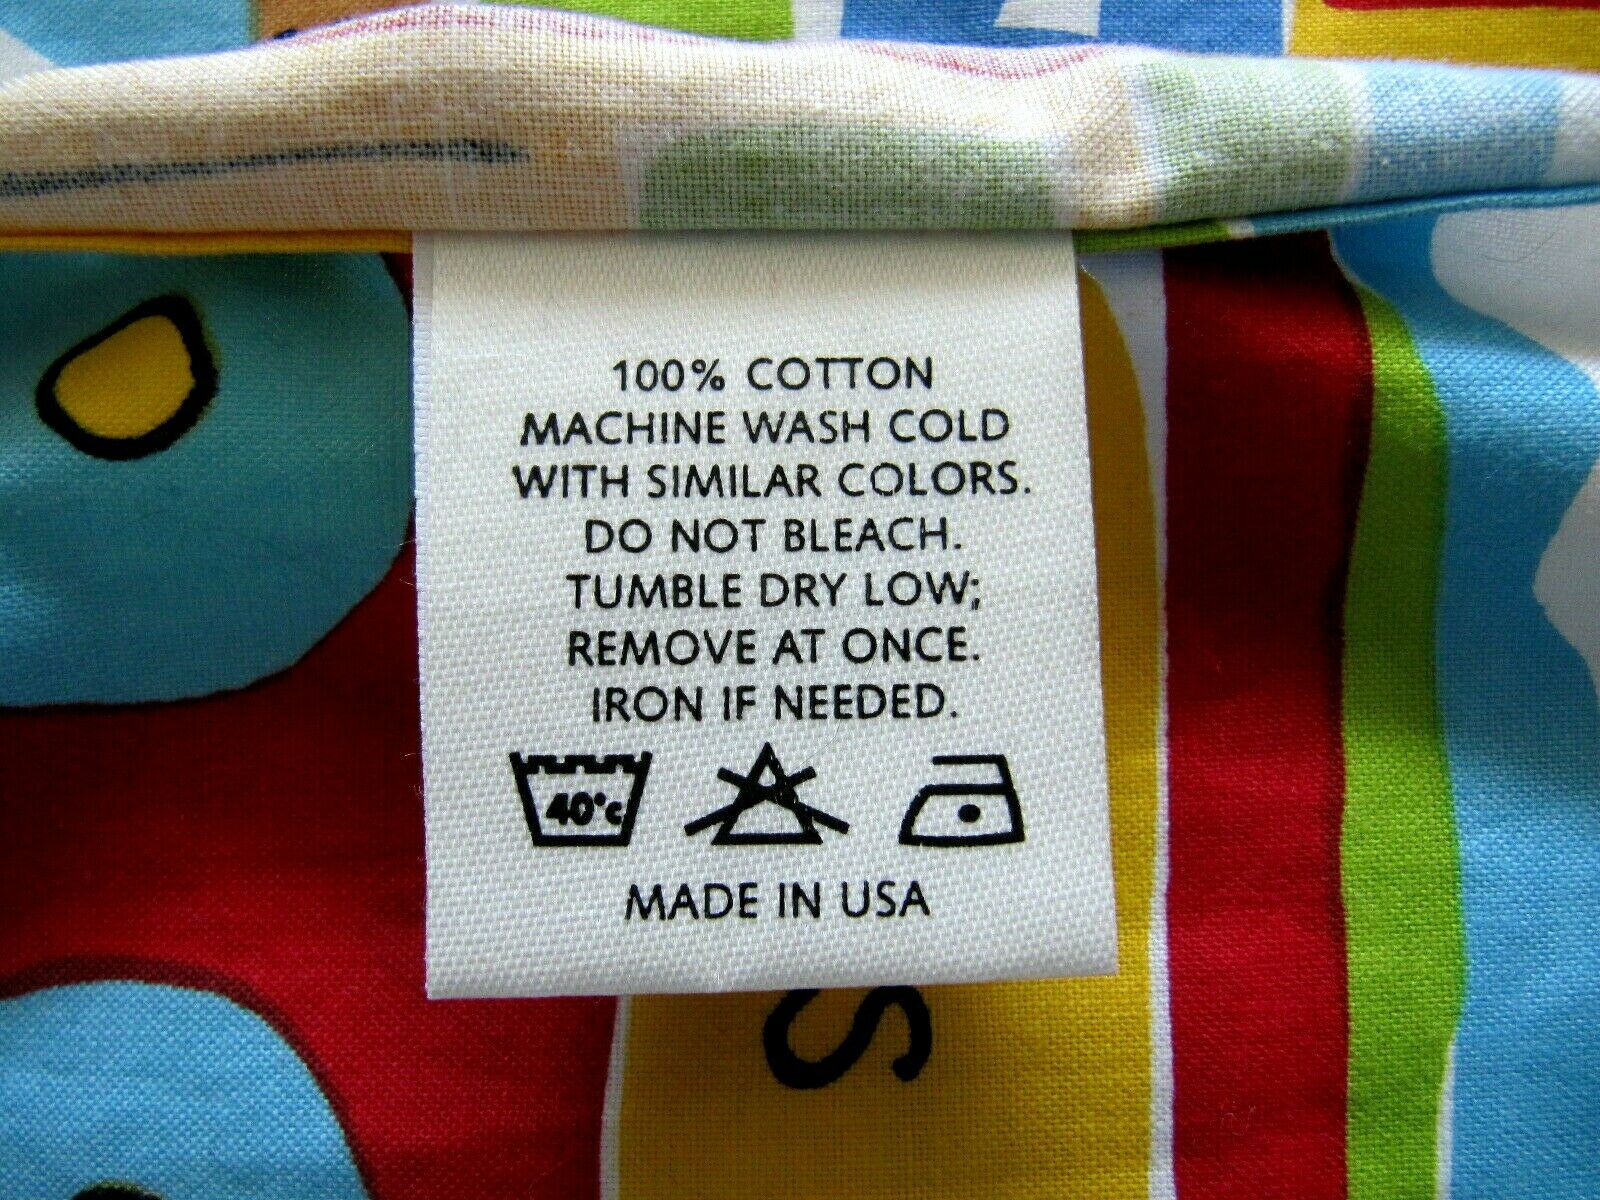 100% COTTON
MACHINE WASH COLD
WITH SIMILAR COLORS.
DO NOT BLEACH.
TUMBLE DRY LOW;
REMOVE AT ONCE.
IRON IF NEEDED.
40°C
MADE IN USA
S